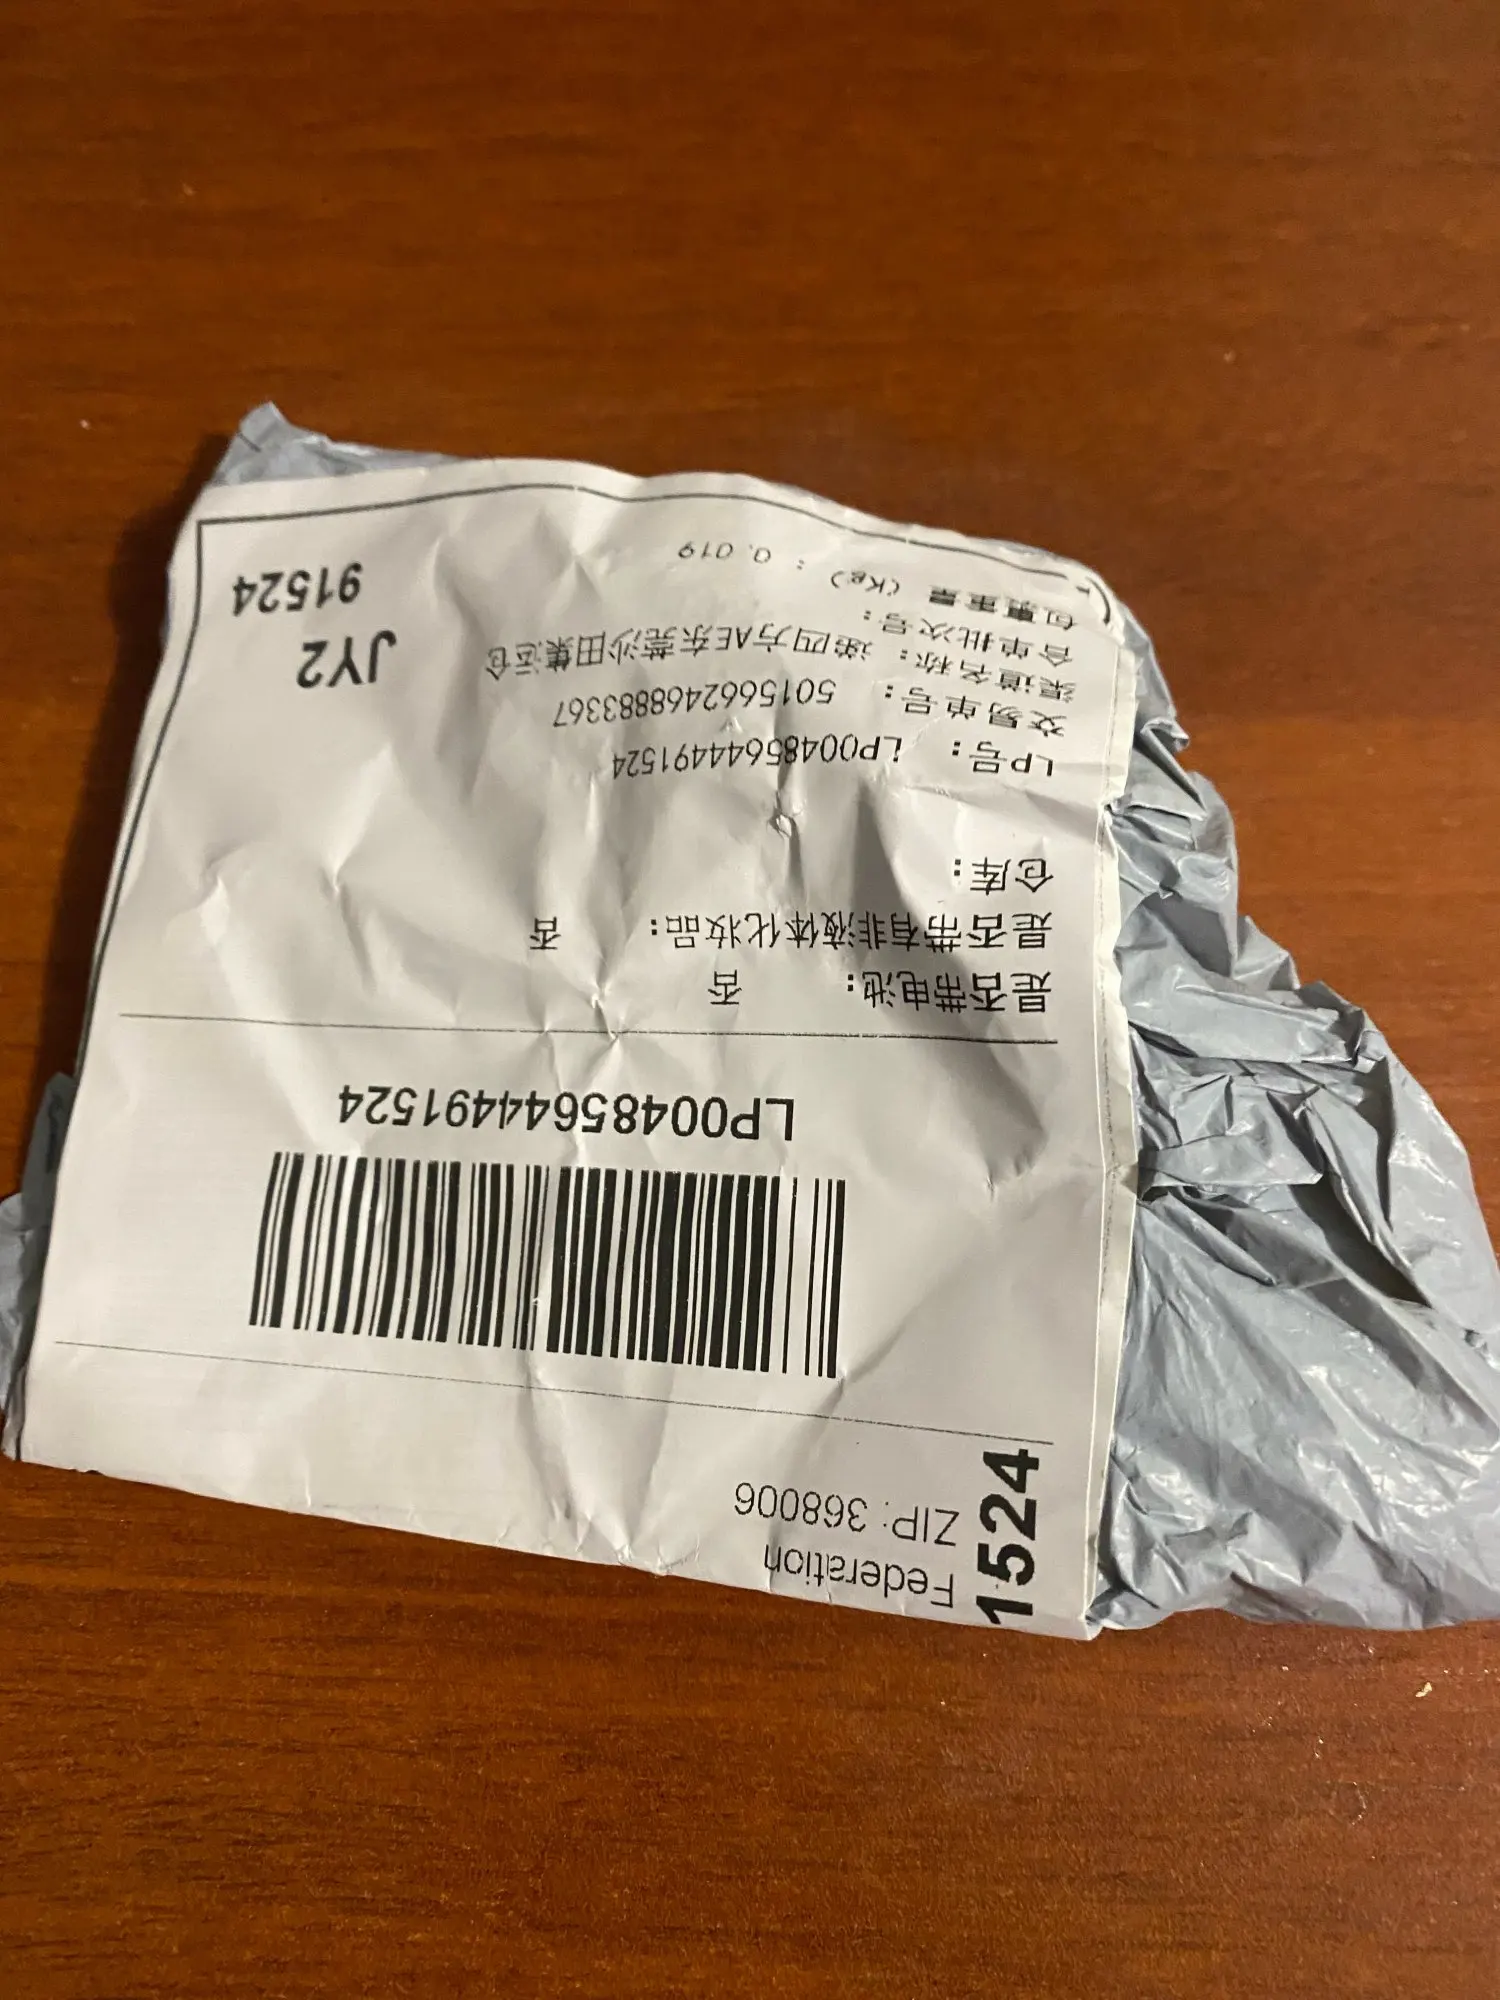 Federation
ZIP: 368006
1524
LP00485644491524
是否带电池: 否
是否带有非液体化妆品: 否
仓库:
LP号: LP00485644491524
交易单号: 5015662468883367
渠道名称: 递四方AE东莞沙田集运仓
合单批次号:
包裹重量 (Kg) : 0.019
JY2
91524